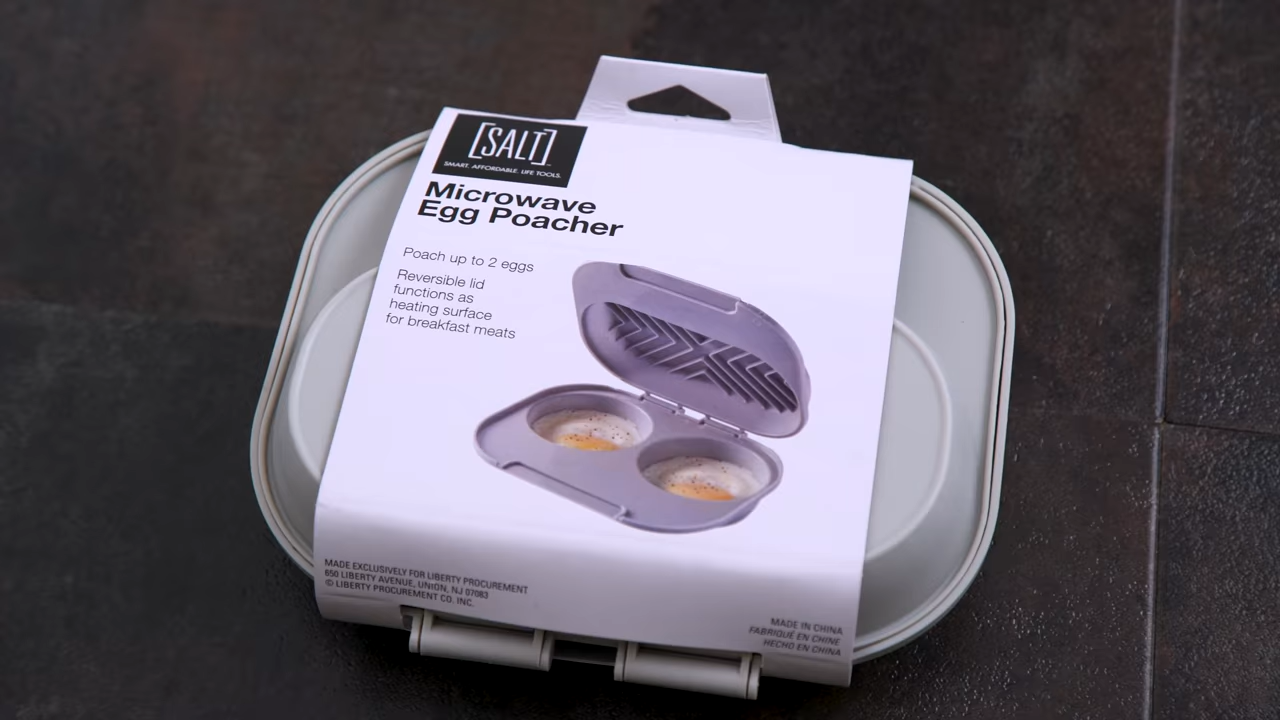 [SALT]™
SMART. AFFORDABLE. LIFE TOOLS.
Microwave
Egg Poacher
Poach up to 2 eggs
Reversible lid
functions as
heating surface
for breakfast meats
MADE EXCLUSIVELY FOR LIBERTY PROCUREMENT
650 LIBERTY AVENUE, UNION, NJ 07083
© LIBERTY PROCUREMENT CO. INC.
MADE IN CHINA
FABRIQUÉ EN CHINE
HECHO EN CHINA